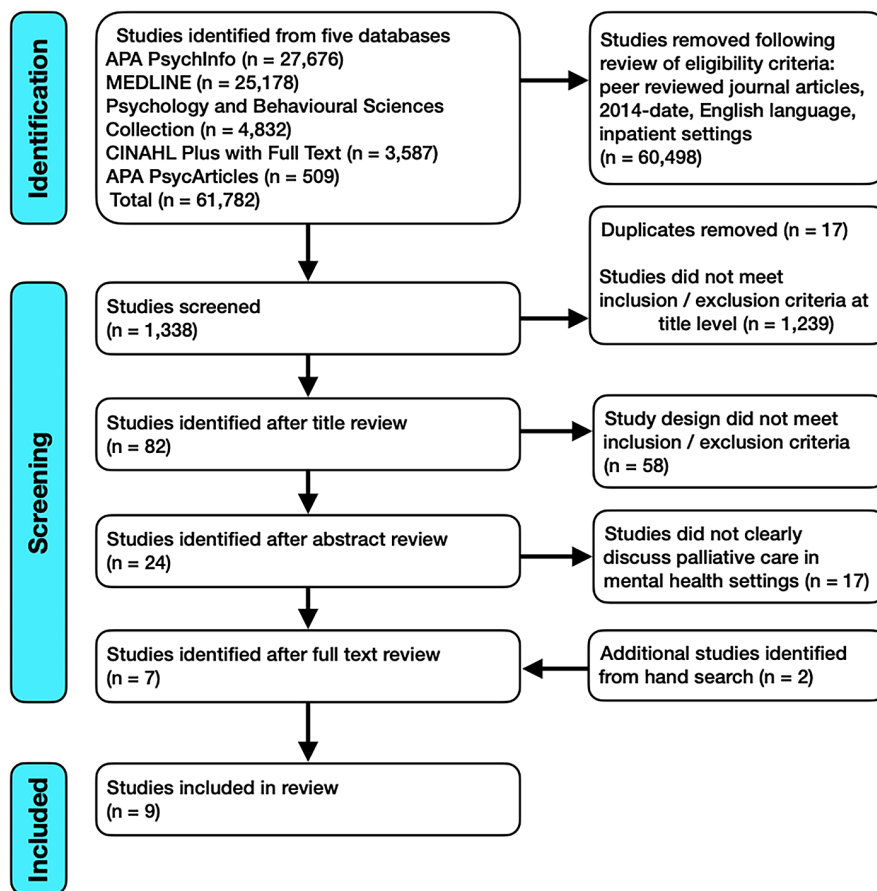 Identification
Studies identified from five databases
APA PsychInfo (n = 27,676)
MEDLINE (n = 25,178)
Psychology and Behavioural Sciences
Collection (n = 4,832)
CINAHL Plus with Full Text (n = 3,587)
APA PsycArticles (n = 509)
Total (n = 61,782)
Studies removed following
review of eligibility criteria:
peer reviewed journal articles,
2014-date, English language,
inpatient settings
(n = 60,498)
Screening
Studies screened
(n = 1,338)
Duplicates removed (n = 17)
Studies did not meet
inclusion / exclusion criteria at
title level (n = 1,239)
Studies identified after title review
(n = 82)
Study design did not meet
inclusion / exclusion criteria
(n = 58)
Studies identified after abstract review
(n = 24)
Studies did not clearly
discuss palliative care in
mental health settings (n = 17)
Studies identified after full text review
(n = 7)
Additional studies identified
from hand search (n = 2)
Included
Studies included in review
(n = 9)